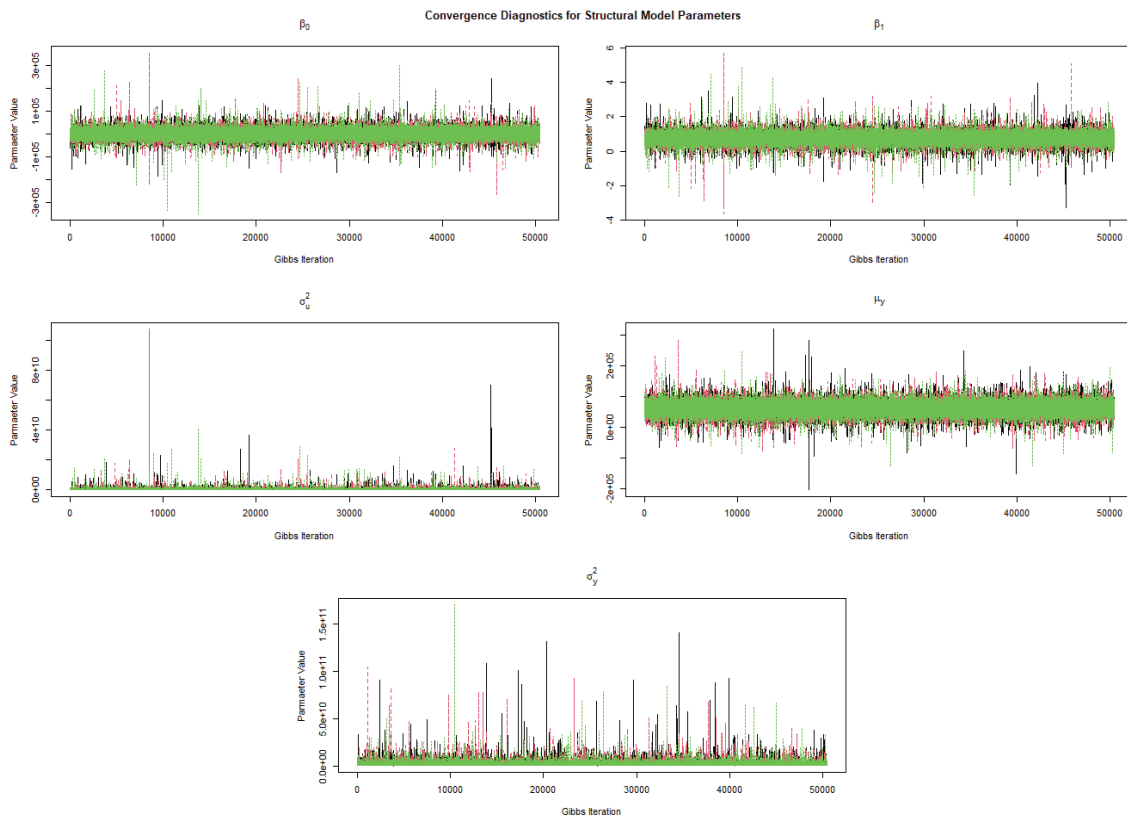 Convergence Diagnostics for Structural Model Parameters
β0
Parmaeter Value
3e+05
1e+05
-1e+05
-3e+05
0 10000 20000 30000 40000 50000
Gibbs Iteration
β1
Parmaeter Value
6
4
2
0
-2
-4
0 10000 20000 30000 40000 50000
Gibbs Iteration
σu2
Parmaeter Value
8e+10
4e+10
0e+00
0 10000 20000 30000 40000 50000
Gibbs Iteration
μy
Parmaeter Value
2e+05
0e+00
-2e+05
0 10000 20000 30000 40000 50000
Gibbs Iteration
σy2
Parmaeter Value
1.5e+11
1.0e+11
5.0e+10
0.0e+00
0 10000 20000 30000 40000 50000
Gibbs Iteration